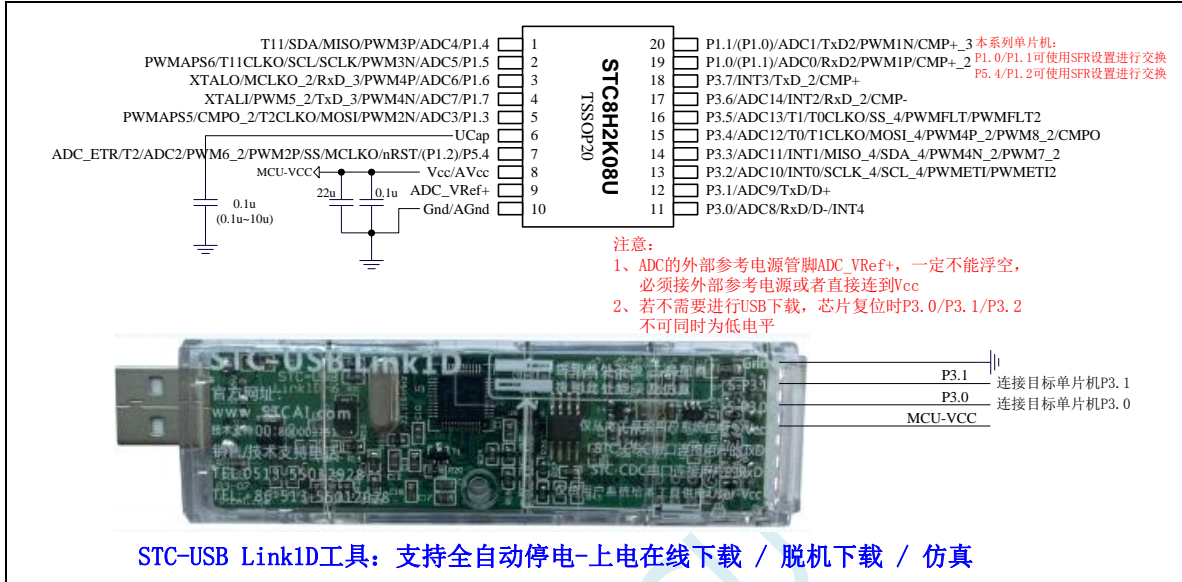 T11/SDA/MISO/PWM3P/ADC4/P1.4 1
PWMAPS6/T11CLKO/SCL/SCLK/PWM3N/ADC5/P1.5 2
XTALO/MCLKO_2/RxD_3/PWM4P/ADC6/P1.6 3
XTALI/PWM5_2/TxD_3/PWM4N/ADC7/P1.7 4
PWMAPS5/CMPO_2/T2CLKO/MOSI/PWM2N/ADC3/P1.3 5
UCap 6
ADC_ETR/T2/ADC2/PWM6_2/PWM2P/SS/MCLKO/nRST/(P1.2)/P5.4 7
MCU-VCC Vcc/AVcc 8
ADC_VRef+ 9
Gnd/AGnd 10
22u 0.1u
0.1u
(0.1u~10u)
STC8H2K08U
TSSOP20
20 P1.1/(P1.0)/ADC1/TxD2/PWM1N/CMP+_3
19 P1.0/(P1.1)/ADC0/RxD2/PWM1P/CMP+_2
18 P3.7/INT3/TxD_2/CMP+
17 P3.6/ADC14/INT2/RxD_2/CMP-
16 P3.5/ADC13/T1/T0CLKO/SS_4/PWMFLT/PWMFLT2
15 P3.4/ADC12/T0/T1CLKO/MOSI_4/PWM4P_2/PWM8_2/CMPO
14 P3.3/ADC11/INT1/MISO_4/SDA_4/PWM4N_2/PWM7_2
13 P3.2/ADC10/INT0/SCLK_4/SCL_4/PWMETI/PWMETI2
12 P3.1/ADC9/TxD/D+
11 P3.0/ADC8/RxD/D-/INT4
本系列单片机:
P1.0/P1.1可使用SFR设置进行交换
P5.4/P1.2可使用SFR设置进行交换
注意:
1、ADC的外部参考电源管脚ADC_VRef+, 一定不能浮空,
必须接外部参考电源或者直接连到Vcc
2、若不需要进行USB下载, 芯片复位时P3.0/P3.1/P3.2
不可同时为低电平
STC-USB Link1D
官方网址:
www.STCAI.com
Gnd
P3.1
P3.0
MCU-VCC
连接目标单片机P3.1
连接目标单片机P3.0
STC-USB Link1D工具: 支持全自动停电-上电在线下载 / 脱机下载 / 仿真